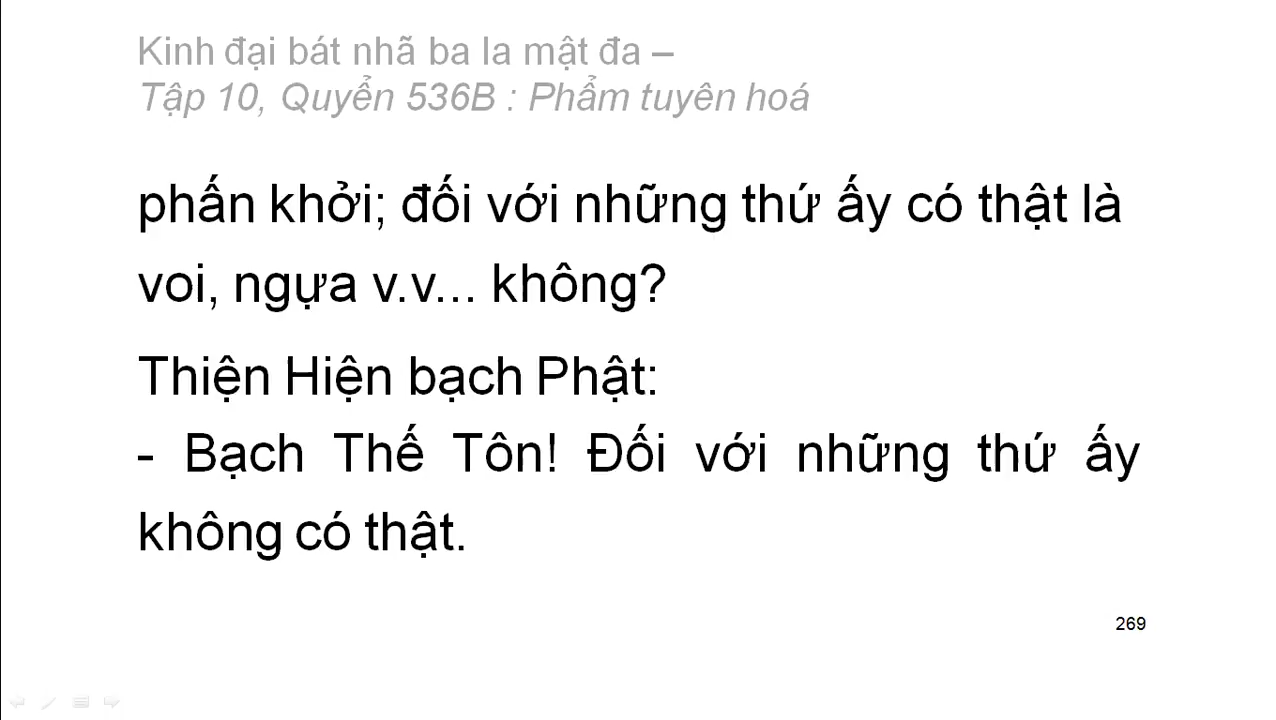 Kinh đại bát nhã ba la mật đa –
Tập 10, Quyển 536B : Phẩm tuyên hoá
phấn khởi; đối với những thứ ấy có thật là
voi, ngựa v.v... không?
Thiện Hiện bạch Phật:
- Bạch Thế Tôn! Đối với những thứ ấy
không có thật.
269